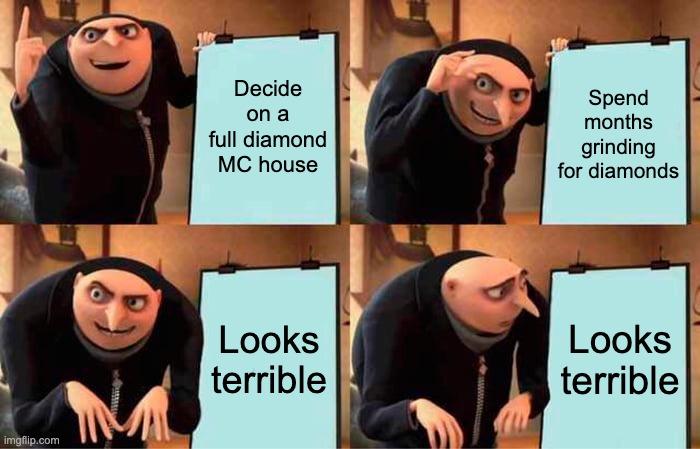 Decide
on a
full diamond
MC house
Spend
months
grinding
for diamonds
Looks
terrible
Looks
terrible
imgflip.com